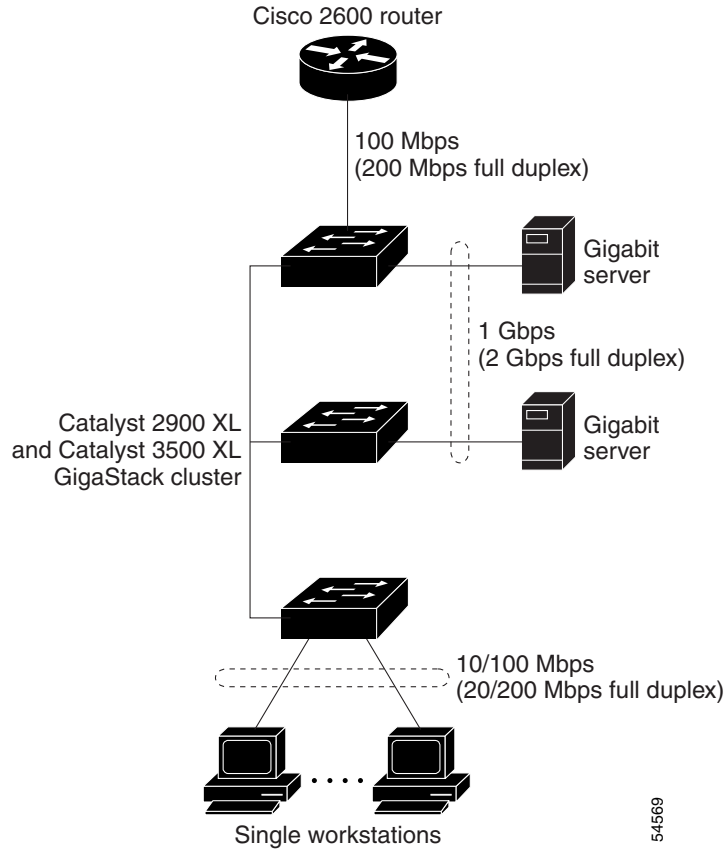 Cisco 2600 router
100 Mbps
(200 Mbps full duplex)
Gigabit
server
1 Gbps
(2 Gbps full duplex)
Catalyst 2900 XL
and Catalyst 3500 XL
GigaStack cluster
Gigabit
server
10/100 Mbps
(20/200 Mbps full duplex)
Single workstations
54569